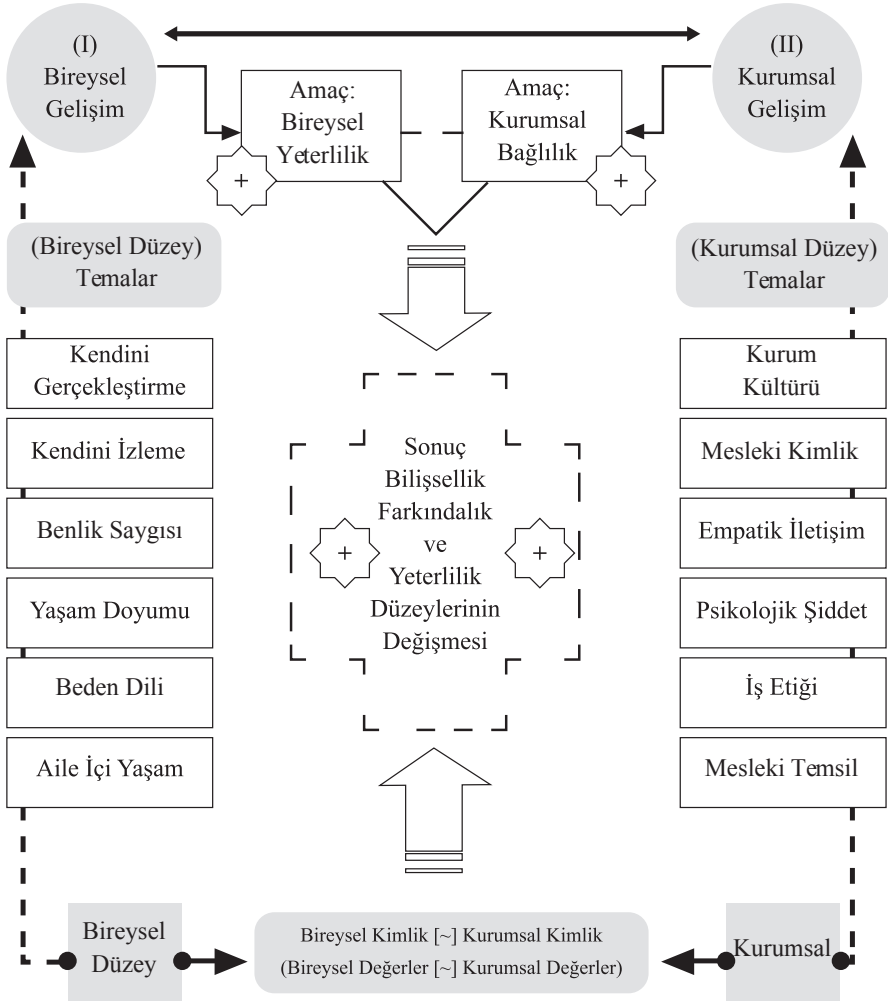 (I)
Bireysel
Gelişim
(II)
Kurumsal
Gelişim
Amaç:
Bireysel
Yeterlilik
+
Amaç:
Kurumsal
Bağlılık
+
(Bireysel Düzey)
Temalar
Kendini
Gerçekleştirme
Kendini İzleme
Benlik Saygısı
Yaşam Doyumu
Beden Dili
Aile İçi Yaşam
Sonuç
Bilişsellik
Farkındalık
ve
Yeterlilik
Düzeylerinin
Değişmesi
+
+
(Kurumsal Düzey)
Temalar
Kurum
Kültürü
Mesleki Kimlik
Empatik İletişim
Psikolojik Şiddet
İş Etiği
Mesleki Temsil
Bireysel
Düzey
Bireysel Kimlik [~] Kurumsal Kimlik
(Bireysel Değerler [~] Kurumsal Değerler)
Kurumsal